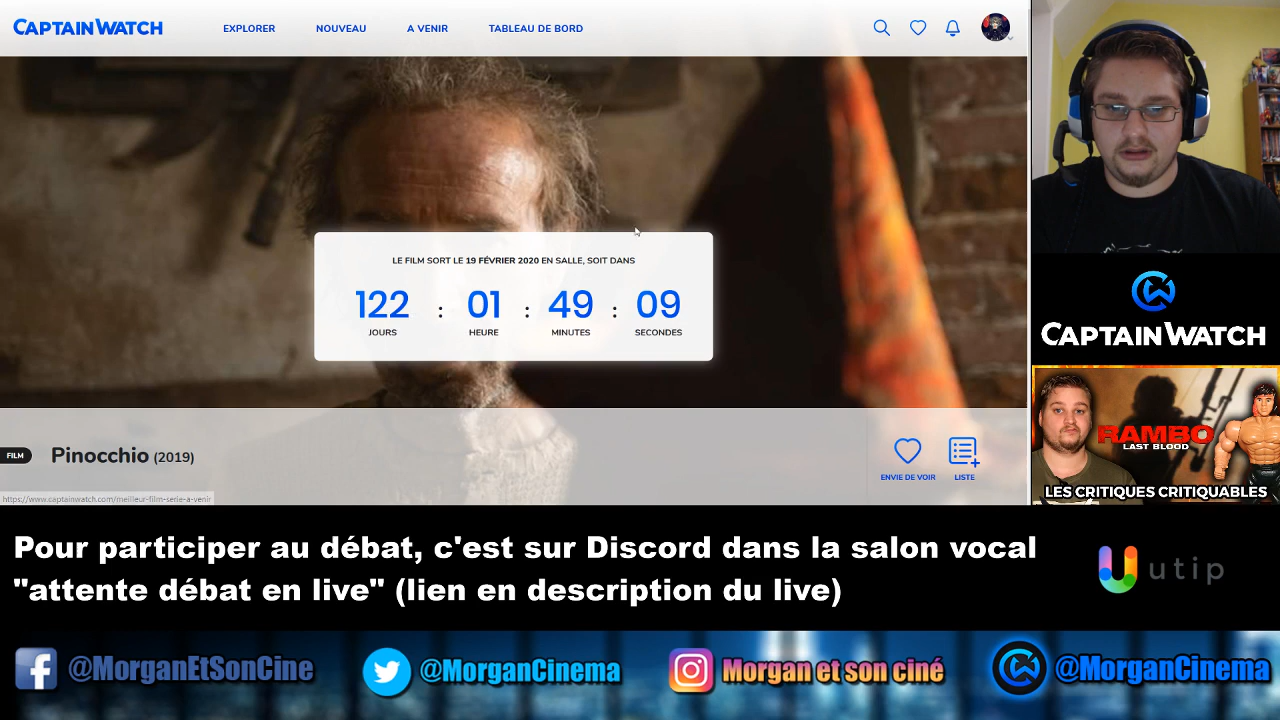 CAPTAINWATCH
EXPLORER
NOUVEAU
A VENIR
TABLEAU DE BORD
LE FILM SORT LE 19 FÉVRIER 2020 EN SALLE, SOIT DANS
122 : 01 : 49 : 09
JOURS HEURE MINUTES SECONDES
FILM
Pinocchio (2019)
ENVIE DE VOIR
LISTE
https://www.captainwatch.com/meilleur-film-serie-a-venir
CAPTAINWATCH
RAMBO
LAST BLOOD
LES CRITIQUES CRITIQUABLES
Pour participer au débat, c'est sur Discord dans la salon vocal
"attente débat en live" (lien en description du live)
utip
@MorganEtSonCine
@MorganCinema
Morgan et son ciné
@MorganCinema